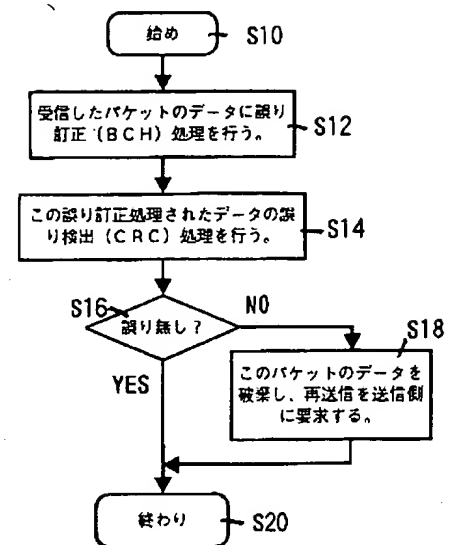 給め
S10
受信したパケットのデータに誤り
訂正(BCH)処理を行う。
S12
この誤り訂正処理されたデータの誤
り検出(CRC)処理を行う。
S14
S16
誤り無し?
NO
YES
S18
このパケットのデータを
破棄し、再送信を送信側
に要求する。
終わり
S20